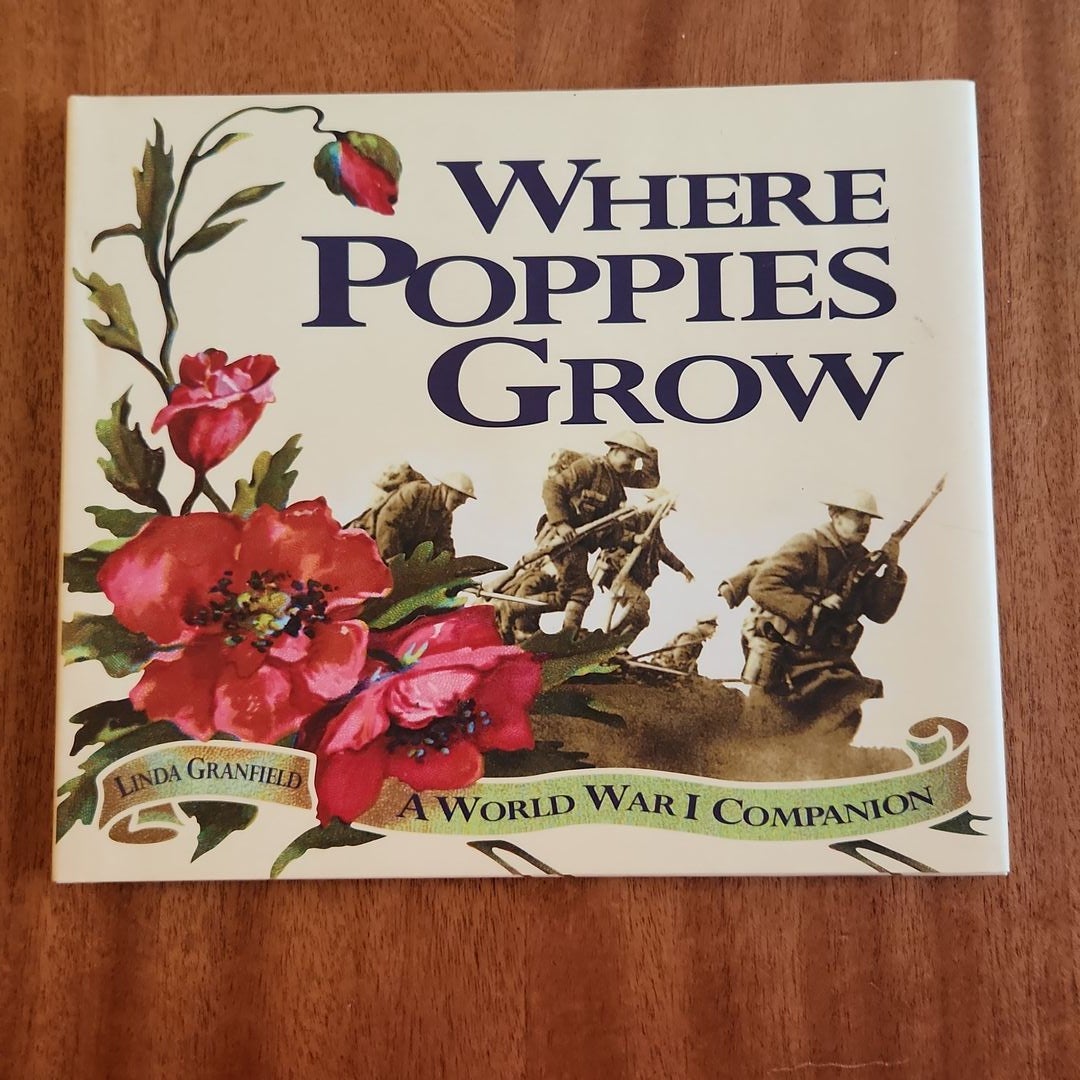 WHERE
POPPIES
GROW
LINDA GRANFIELD
A WORLD WAR I COMPANION